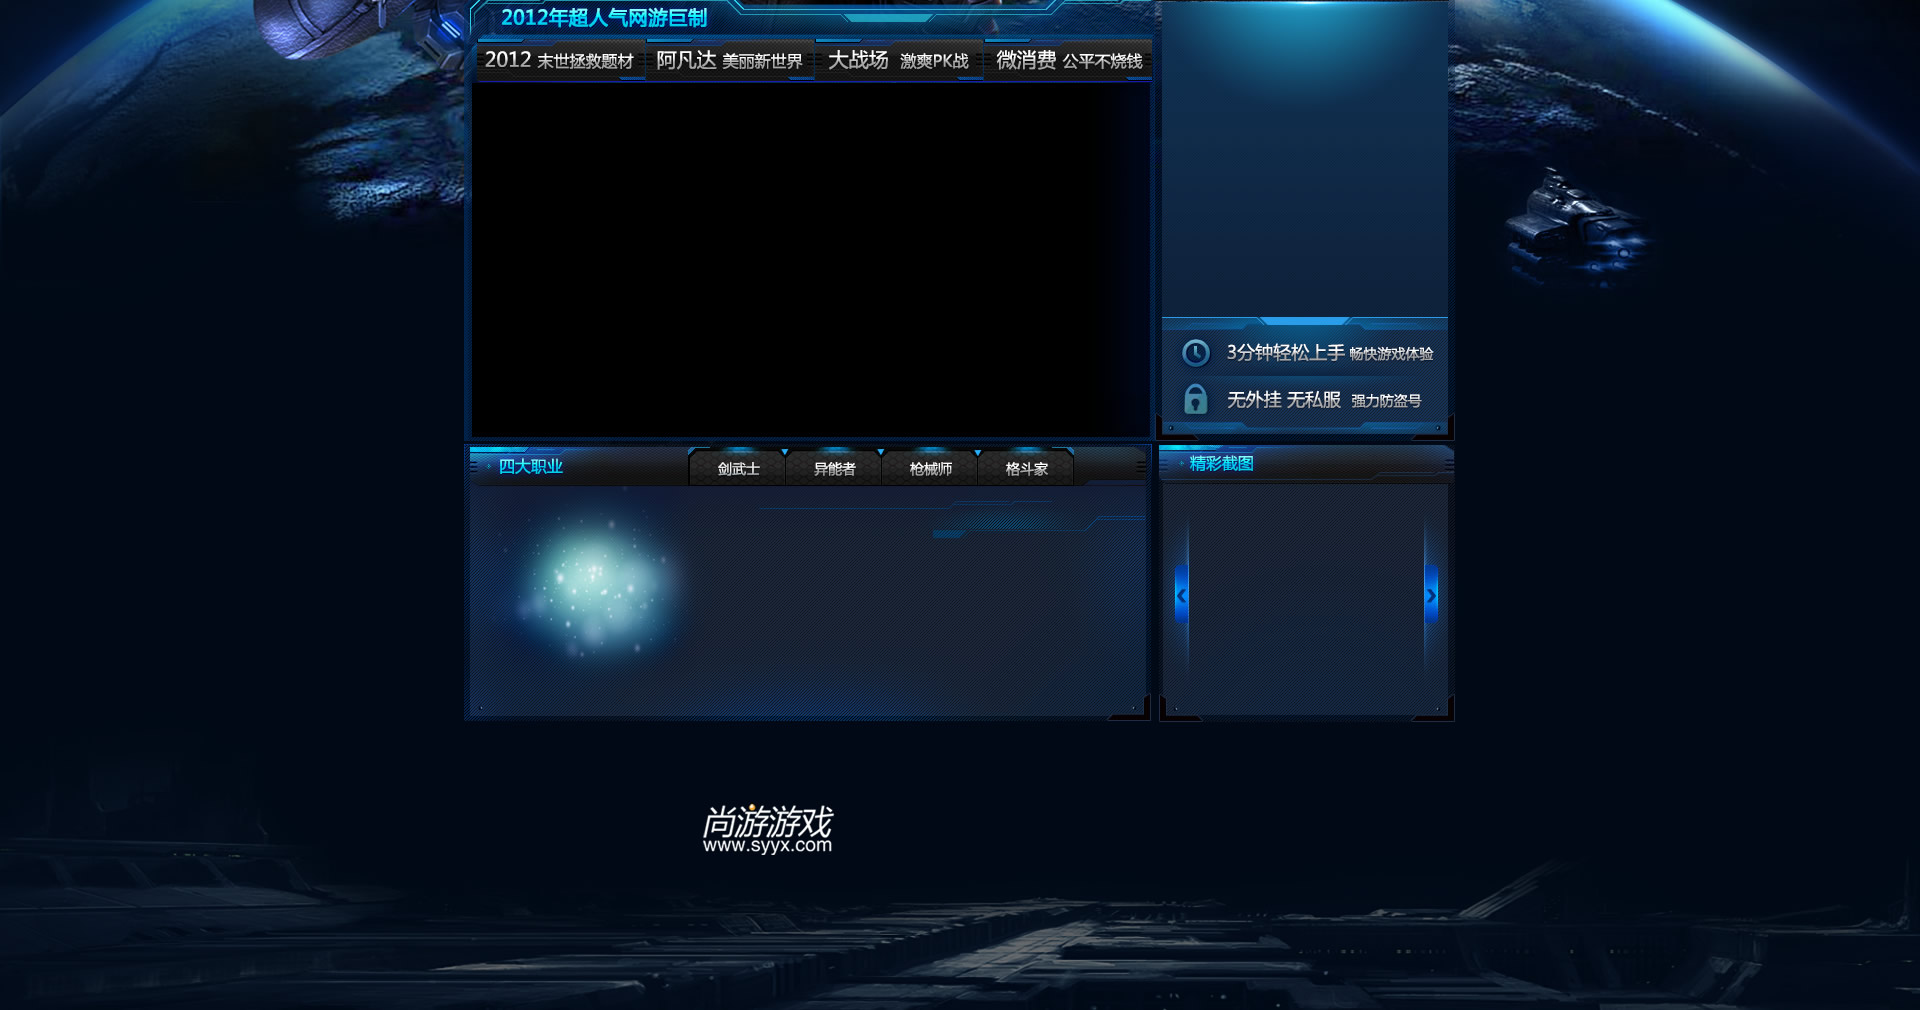 2012年超人气网游巨制
2012 末世拯救题材
阿凡达 美丽新世界
大战场 激爽PK战
微消费 公平不烧钱
3分钟轻松上手 畅快游戏体验
无外挂 无私服 强力防盗号
四大职业
剑武士
异能者
枪械师
格斗家
精彩截图
尚游游戏
www.syyx.com